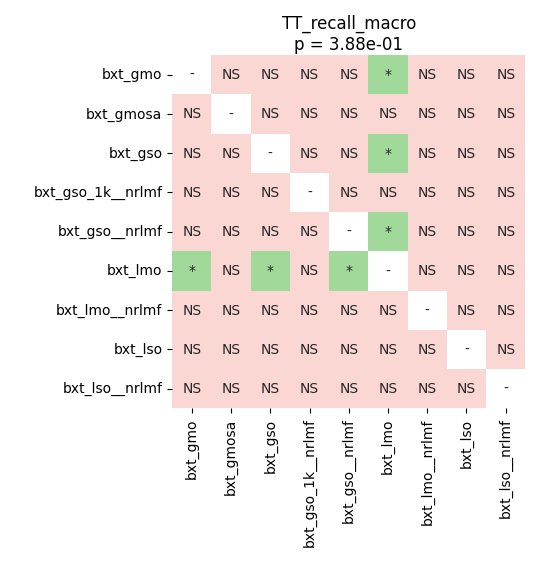 TT_recall_macro
p = 3.88e-01
bxt_gmo - NS NS NS NS * NS NS NS
bxt_gmosa NS - NS NS NS NS NS NS NS
bxt_gso NS NS - NS NS * NS NS NS
bxt_gso_1k__nrlmf NS NS NS - NS NS NS NS NS
bxt_gso__nrlmf NS NS NS NS - * NS NS NS
bxt_lmo * NS * NS * - NS NS NS
bxt_lmo__nrlmf NS NS NS NS NS NS - NS NS
bxt_lso NS NS NS NS NS NS NS - NS
bxt_lso__nrlmf NS NS NS NS NS NS NS NS -
bxt_gmo
bxt_gmosa
bxt_gso
bxt_gso_1k__nrlmf
bxt_gso__nrlmf
bxt_lmo
bxt_lmo__nrlmf
bxt_lso
bxt_lso__nrlmf